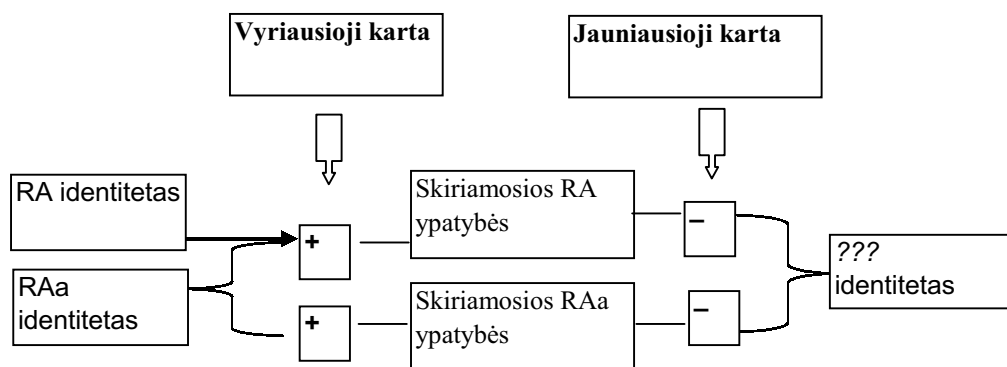 Vyriausioji karta
Jauniausioji karta
RA identitetas
+
Skiriamosios RA
ypatybės
–
RAa
identitetas
+
Skiriamosios RAa
ypatybės
–
???
identitetas